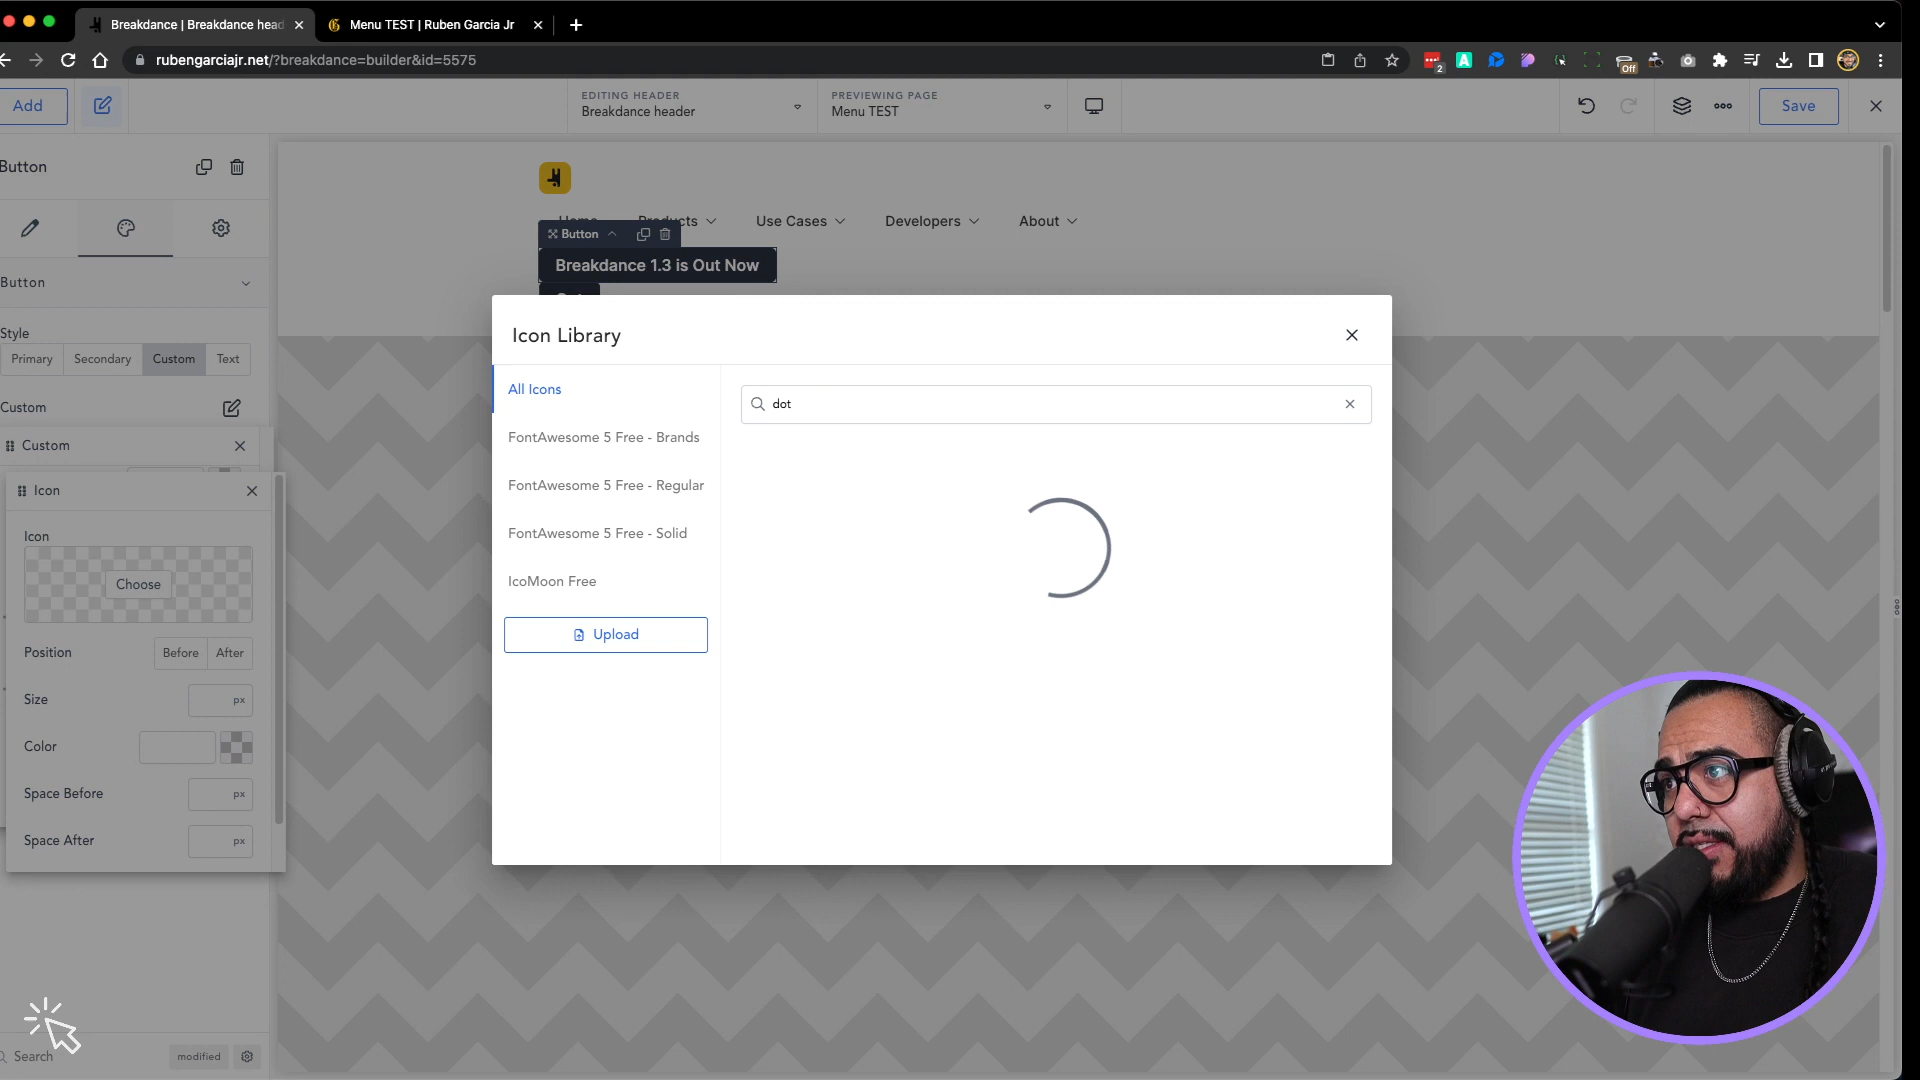 Breakdance | Breakdance head
Menu TEST | Ruben Garcia Jr
rubengarciajr.net/?breakdance=builder&id=5575
2
A
Off
Add
EDITING HEADER
Breakdance header
PREVIEWING PAGE
Menu TEST
Save
Button
Home
Products
Use Cases
Developers
About
Button
Breakdance 1.3 is Out Now
Button
Style
Primary
Secondary
Custom
Text
Custom
Custom
Icon
Icon
Choose
Position
Before
After
Size
px
Color
Space Before
px
Space After
px
Search
modified
Icon Library
All Icons
FontAwesome 5 Free - Brands
FontAwesome 5 Free - Regular
FontAwesome 5 Free - Solid
IcoMoon Free
Upload
dot